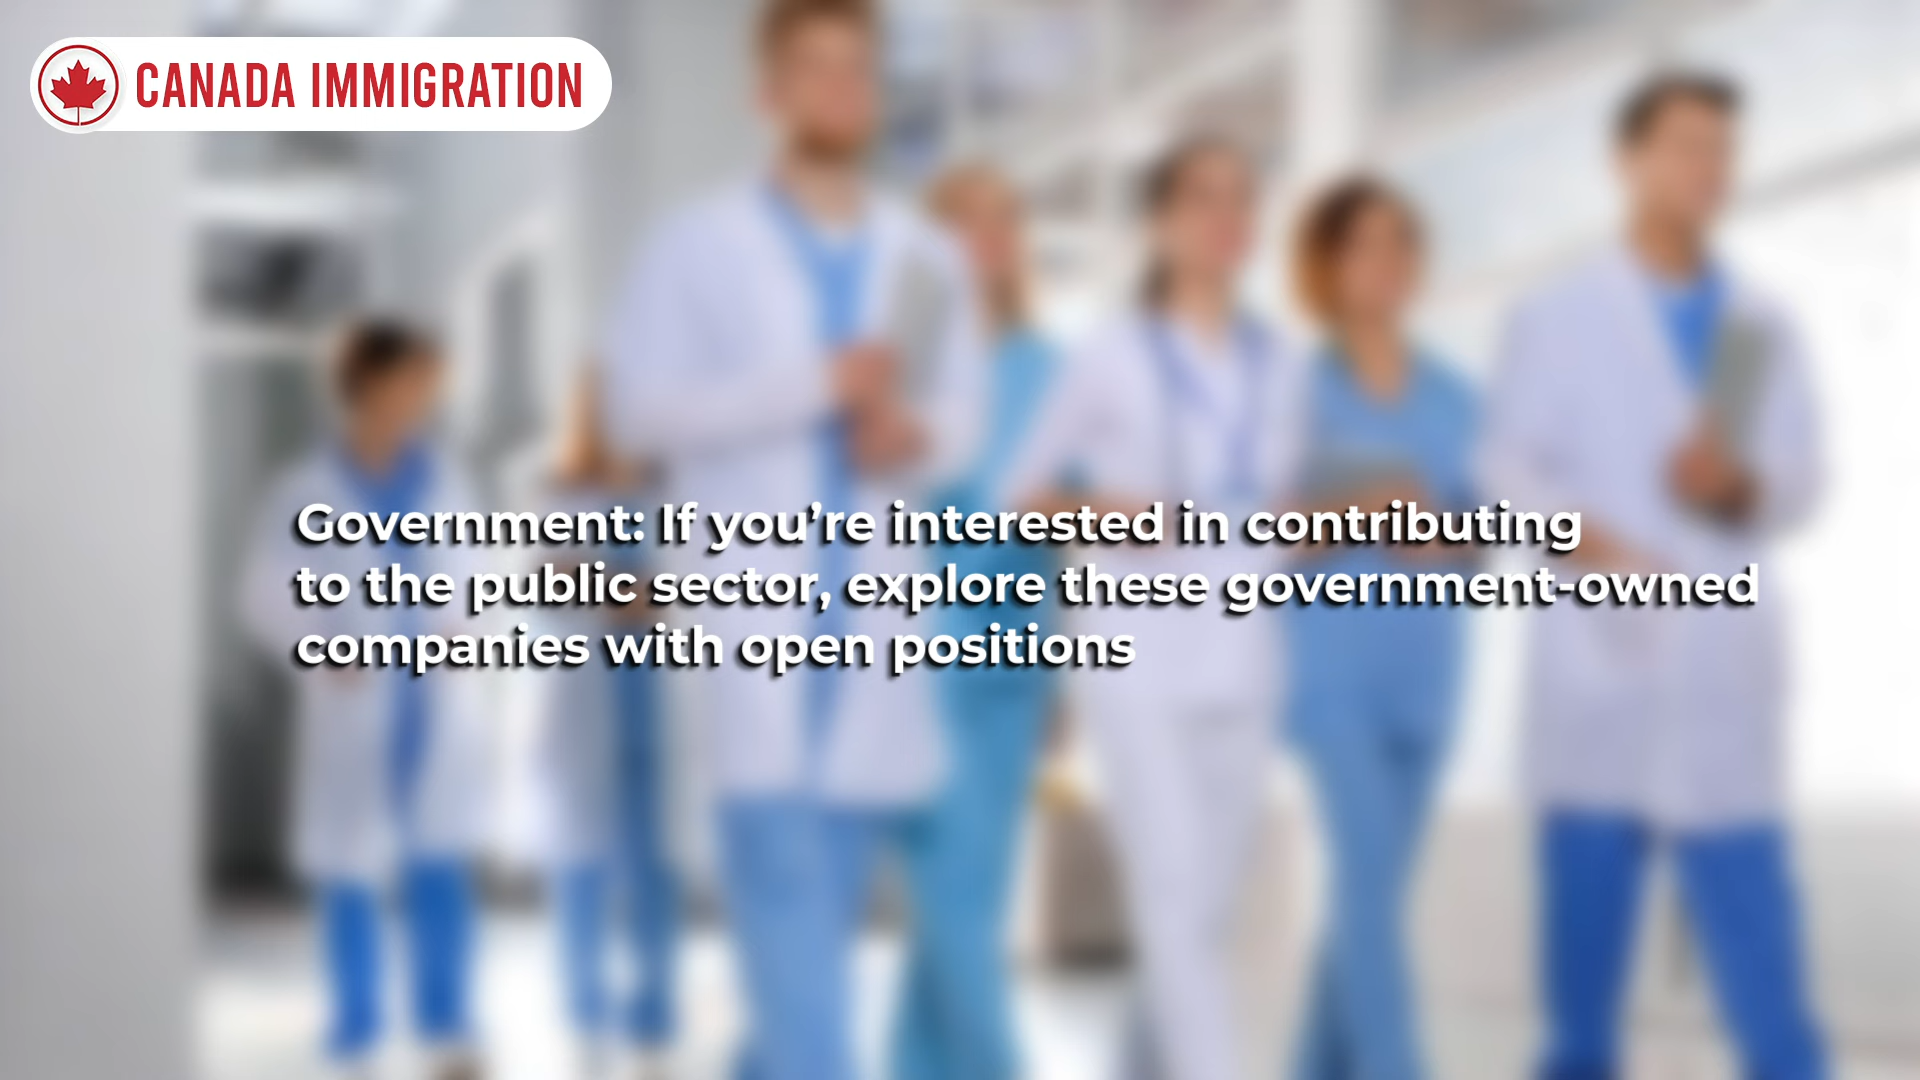 CANADA IMMIGRATION
Government: If you’re interested in contributing
to the public sector, explore these government-owned
companies with open positions